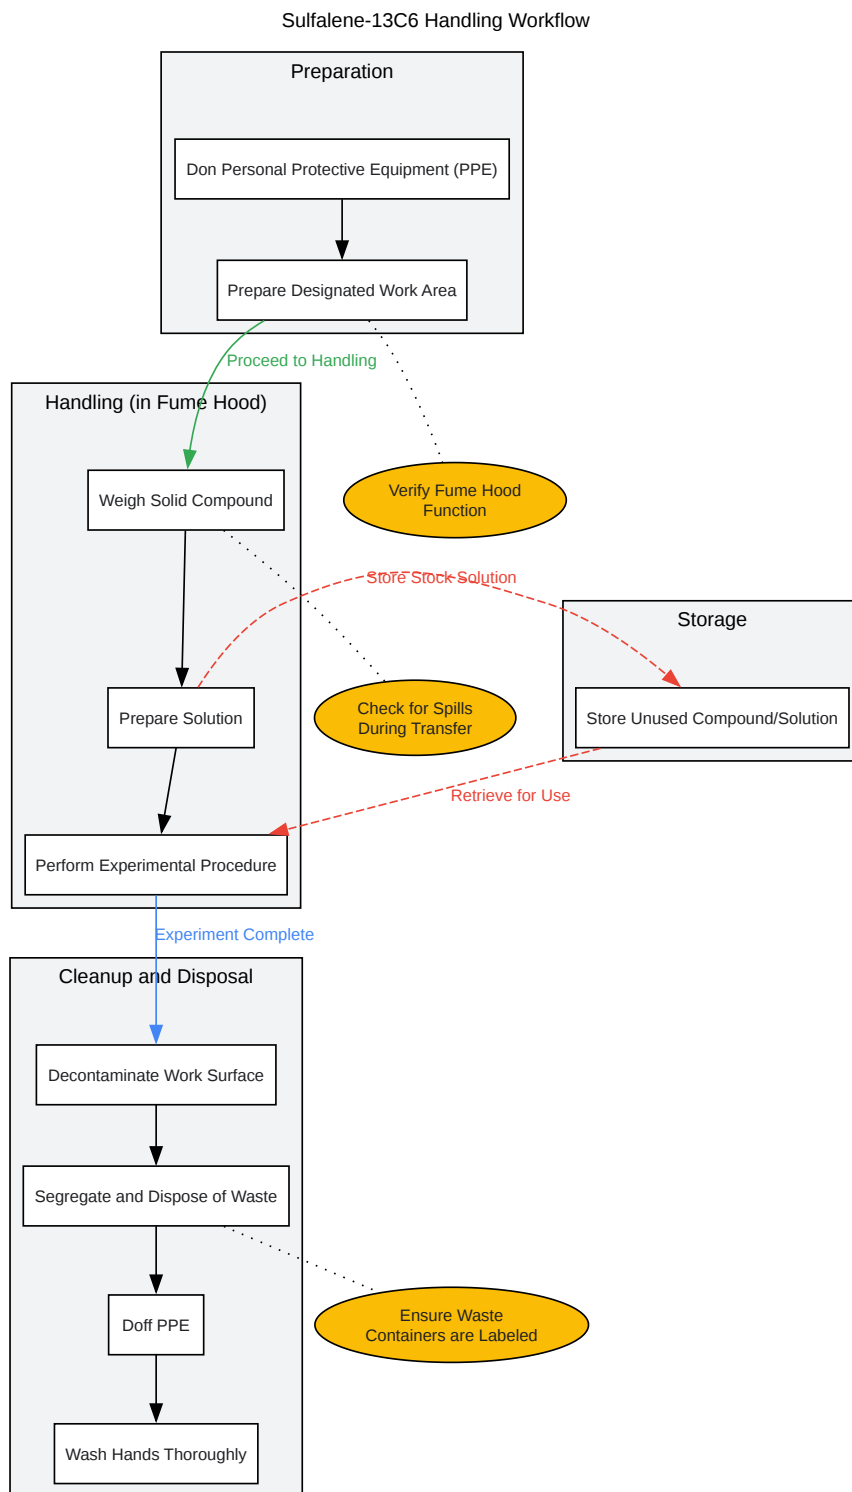 Sulfalene-13C6 Handling Workflow
Preparation
Don Personal Protective Equipment (PPE)
Prepare Designated Work Area
Proceed to Handling
Handling (in Fume Hood)
Weigh Solid Compound
Verify Fume Hood
Function
Store Stock Solution
Storage
Prepare Solution
Check for Spills
During Transfer
Store Unused Compound/Solution
Retrieve for Use
Perform Experimental Procedure
Experiment Complete
Cleanup and Disposal
Decontaminate Work Surface
Segregate and Dispose of Waste
Doff PPE
Ensure Waste
Containers are Labeled
Wash Hands Thoroughly